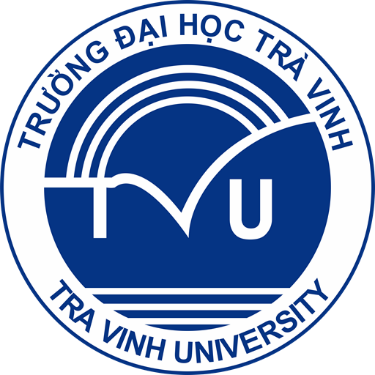 TRƯỜNG ĐẠI HỌC TRÀ VINH
TVU
TRA VINH UNIVERSITY